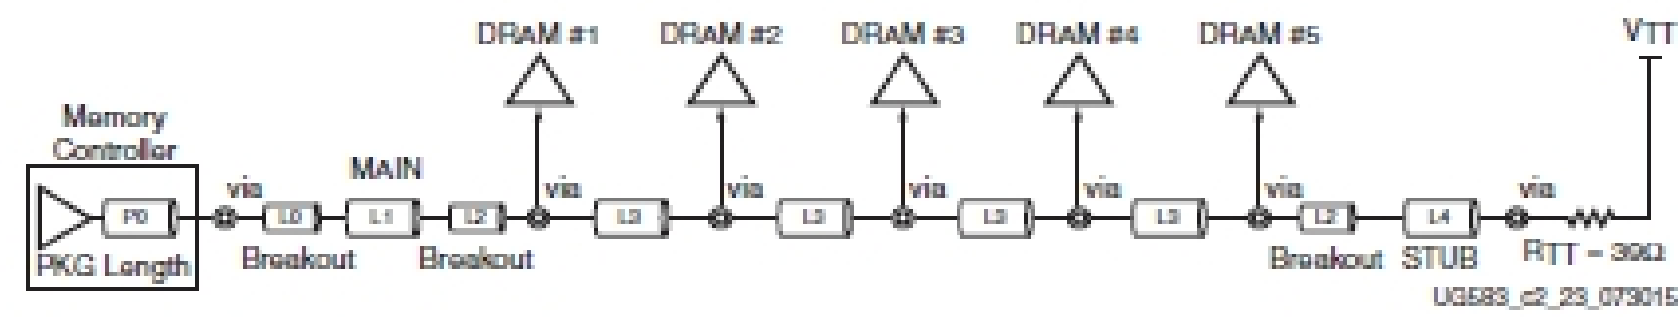 DRAM #1 DRAM #2 DRAM #3 DRAM #4 DRAM #5 VTT
Memory
Controller
MAIN
via via via via via via via
P0 L0 L1 L2 L3 L3 L3 L3 L2 L4
PKG Length Breakout Breakout Breakout STUB RTT = 39Ω
UG583_c2_23_073015